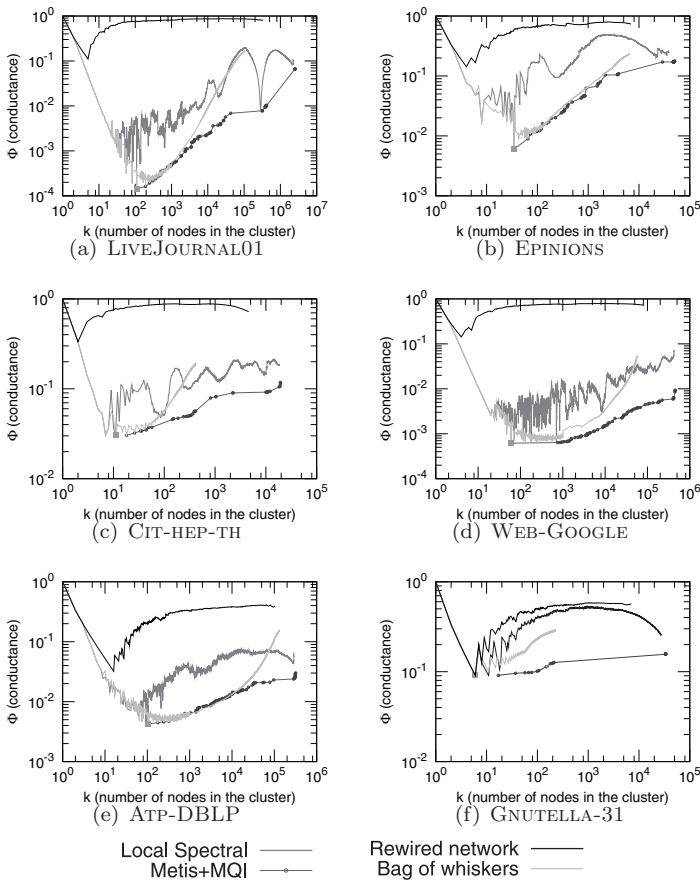 10^0
10^-1
10^-2
10^-3
10^-4
10^0 10^1 10^2 10^3 10^4 10^5 10^6 10^7
Φ (conductance)
k (number of nodes in the cluster)
(a) LIVEJOURNAL01
10^0
10^-1
10^-2
10^-3
10^0 10^1 10^2 10^3 10^4 10^5
Φ (conductance)
k (number of nodes in the cluster)
(b) EPINIONS
10^0
10^-1
10^-2
10^0 10^1 10^2 10^3 10^4 10^5
Φ (conductance)
k (number of nodes in the cluster)
(c) CIT-HEP-TH
10^0
10^-1
10^-2
10^-3
10^-4
10^0 10^1 10^2 10^3 10^4 10^5 10^6
Φ (conductance)
k (number of nodes in the cluster)
(d) WEB-GOOGLE
10^0
10^-1
10^-2
10^-3
10^0 10^1 10^2 10^3 10^4 10^5 10^6
Φ (conductance)
k (number of nodes in the cluster)
(e) ATP-DBLP
10^0
10^-1
10^-2
10^0 10^1 10^2 10^3 10^4 10^5
Φ (conductance)
k (number of nodes in the cluster)
(f) GNUTELLA-31
Local Spectral
Metis+MQI
Rewired network
Bag of whiskers